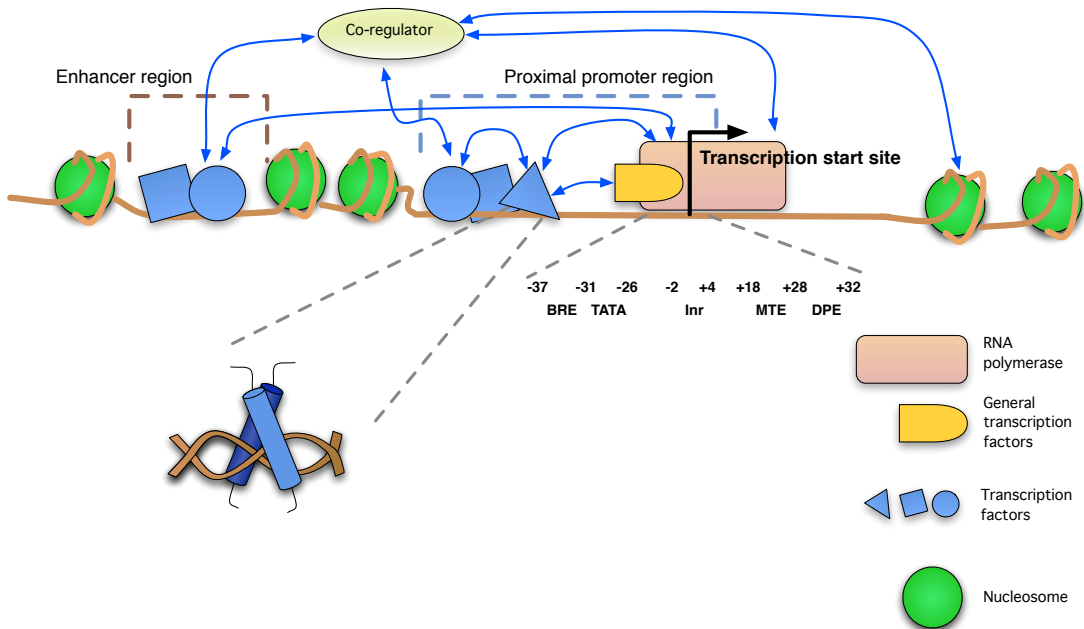 Co-regulator
Enhancer region
Proximal promoter region
Transcription start site
-37 -31 -26 -2 +4 +18 +28 +32
BRE TATA Inr MTE DPE
RNA
polymerase
General
transcription
factors
Transcription
factors
Nucleosome